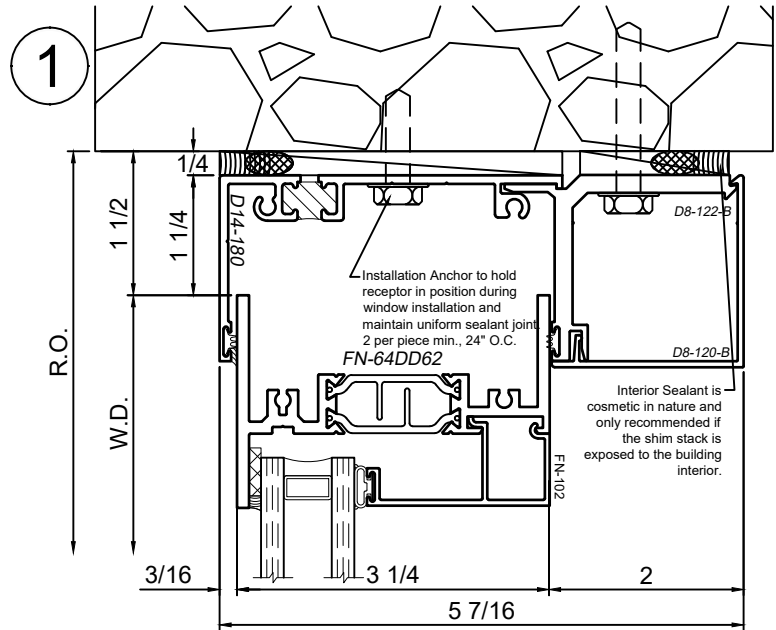 1
1/4
1 1/2
1 1/4
R.O.
W.D.
D14-180
D8-122-B
Installation Anchor to hold
receptor in position during
window installation and
maintain uniform sealant joint.
2 per piece min., 24" O.C.
FN-64DD62
D8-120-B
Interior Sealant is
cosmetic in nature and
only recommended if
the shim stack is
exposed to the building
interior.
FN-102
3/16
3 1/4
2
5 7/16